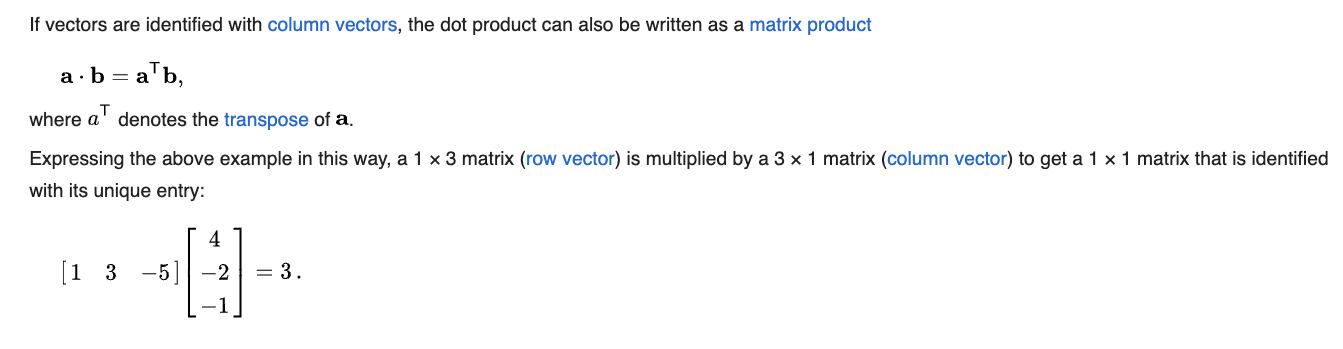 If vectors are identified with column vectors, the dot product can also be written as a matrix product
a · b = aᵀb,
where aᵀ denotes the transpose of a.
Expressing the above example in this way, a 1 × 3 matrix (row vector) is multiplied by a 3 × 1 matrix (column vector) to get a 1 × 1 matrix that is identified
with its unique entry:
[1 3 −5] [4 −2 −1] = 3 .